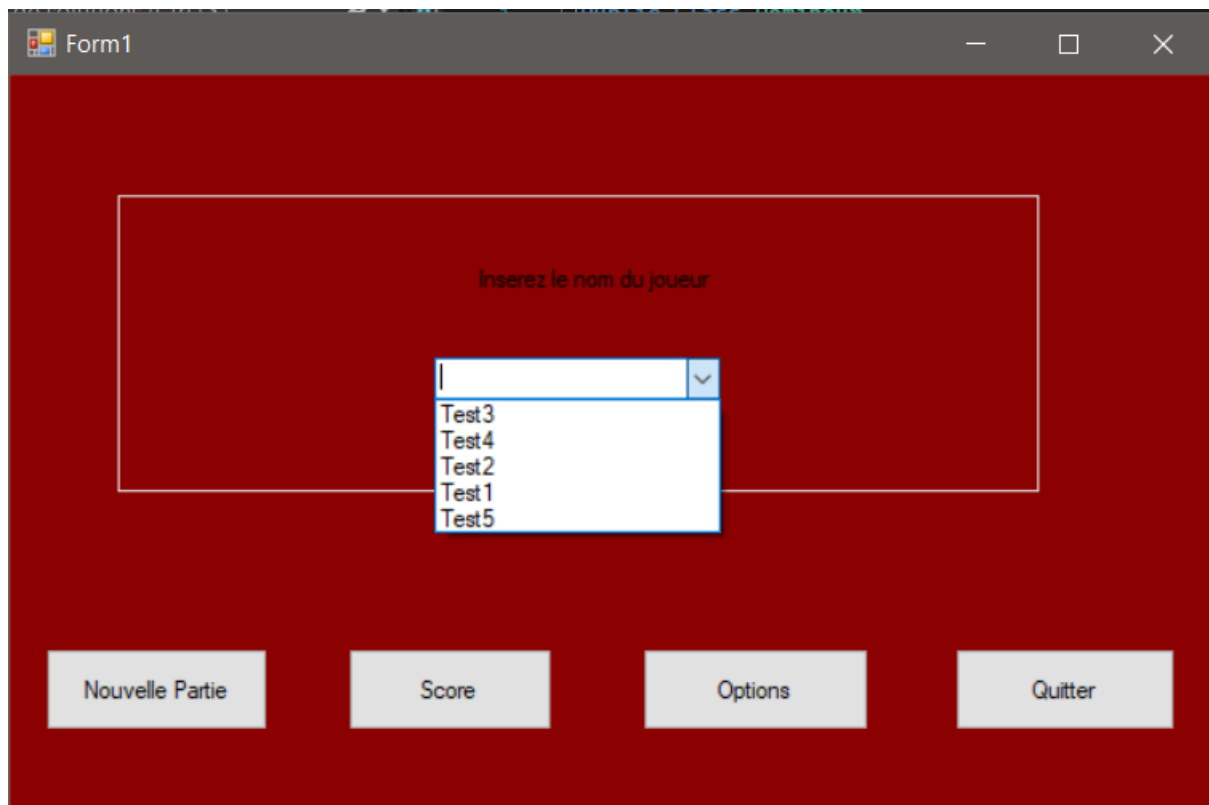 Form1
Inserez le nom du joueur
Test3
Test4
Test2
Test1
Test5
Nouvelle Partie
Score
Options
Quitter